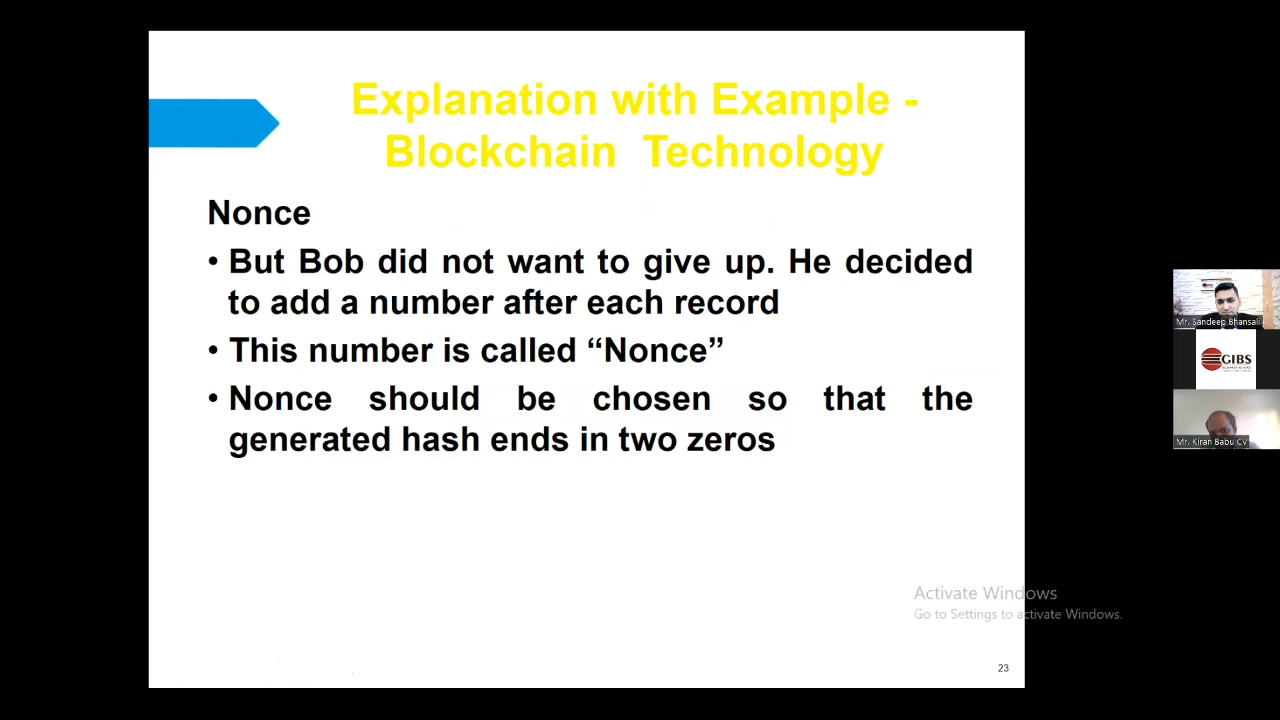 Explanation with Example -
Blockchain Technology
Nonce
• But Bob did not want to give up. He decided
to add a number after each record
• This number is called “Nonce”
• Nonce should be chosen so that the
generated hash ends in two zeros
Mr. Sandeep Bhansali
GIBS
Mr. Kiran Babu CV
Activate Windows
Go to Settings to activate Windows.
23